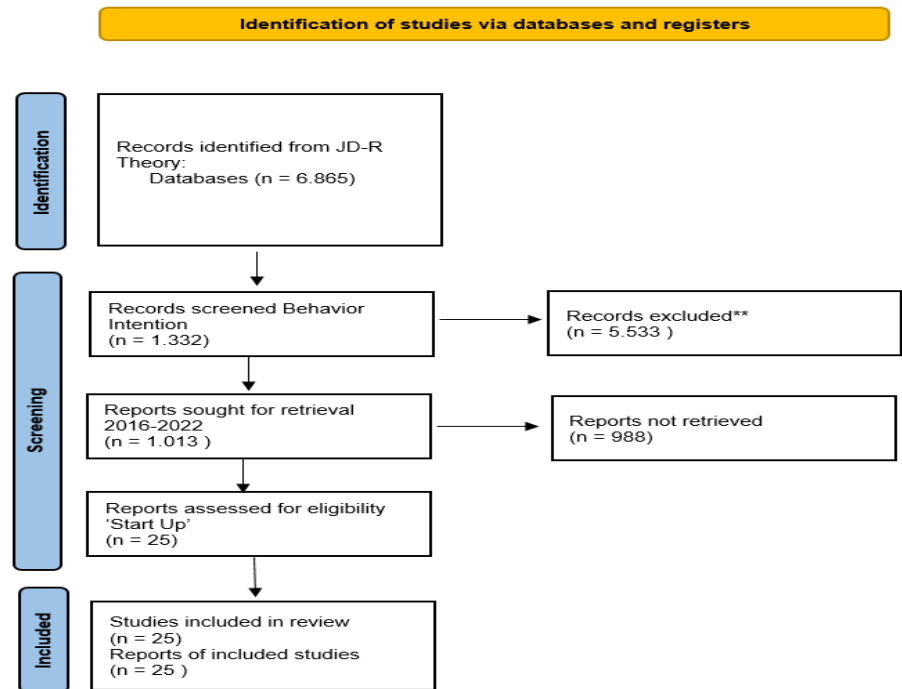 Identification of studies via databases and registers
Identification
Records identified from JD-R
Theory:
Databases (n = 6.865)
Screening
Records screened Behavior
Intention
(n = 1.332)
Records excluded**
(n = 5.533 )
Reports sought for retrieval
2016-2022
(n = 1.013 )
Reports not retrieved
(n = 988)
Reports assessed for eligibility
‘Start Up’
(n = 25)
Included
Studies included in review
(n = 25)
Reports of included studies
(n = 25 )